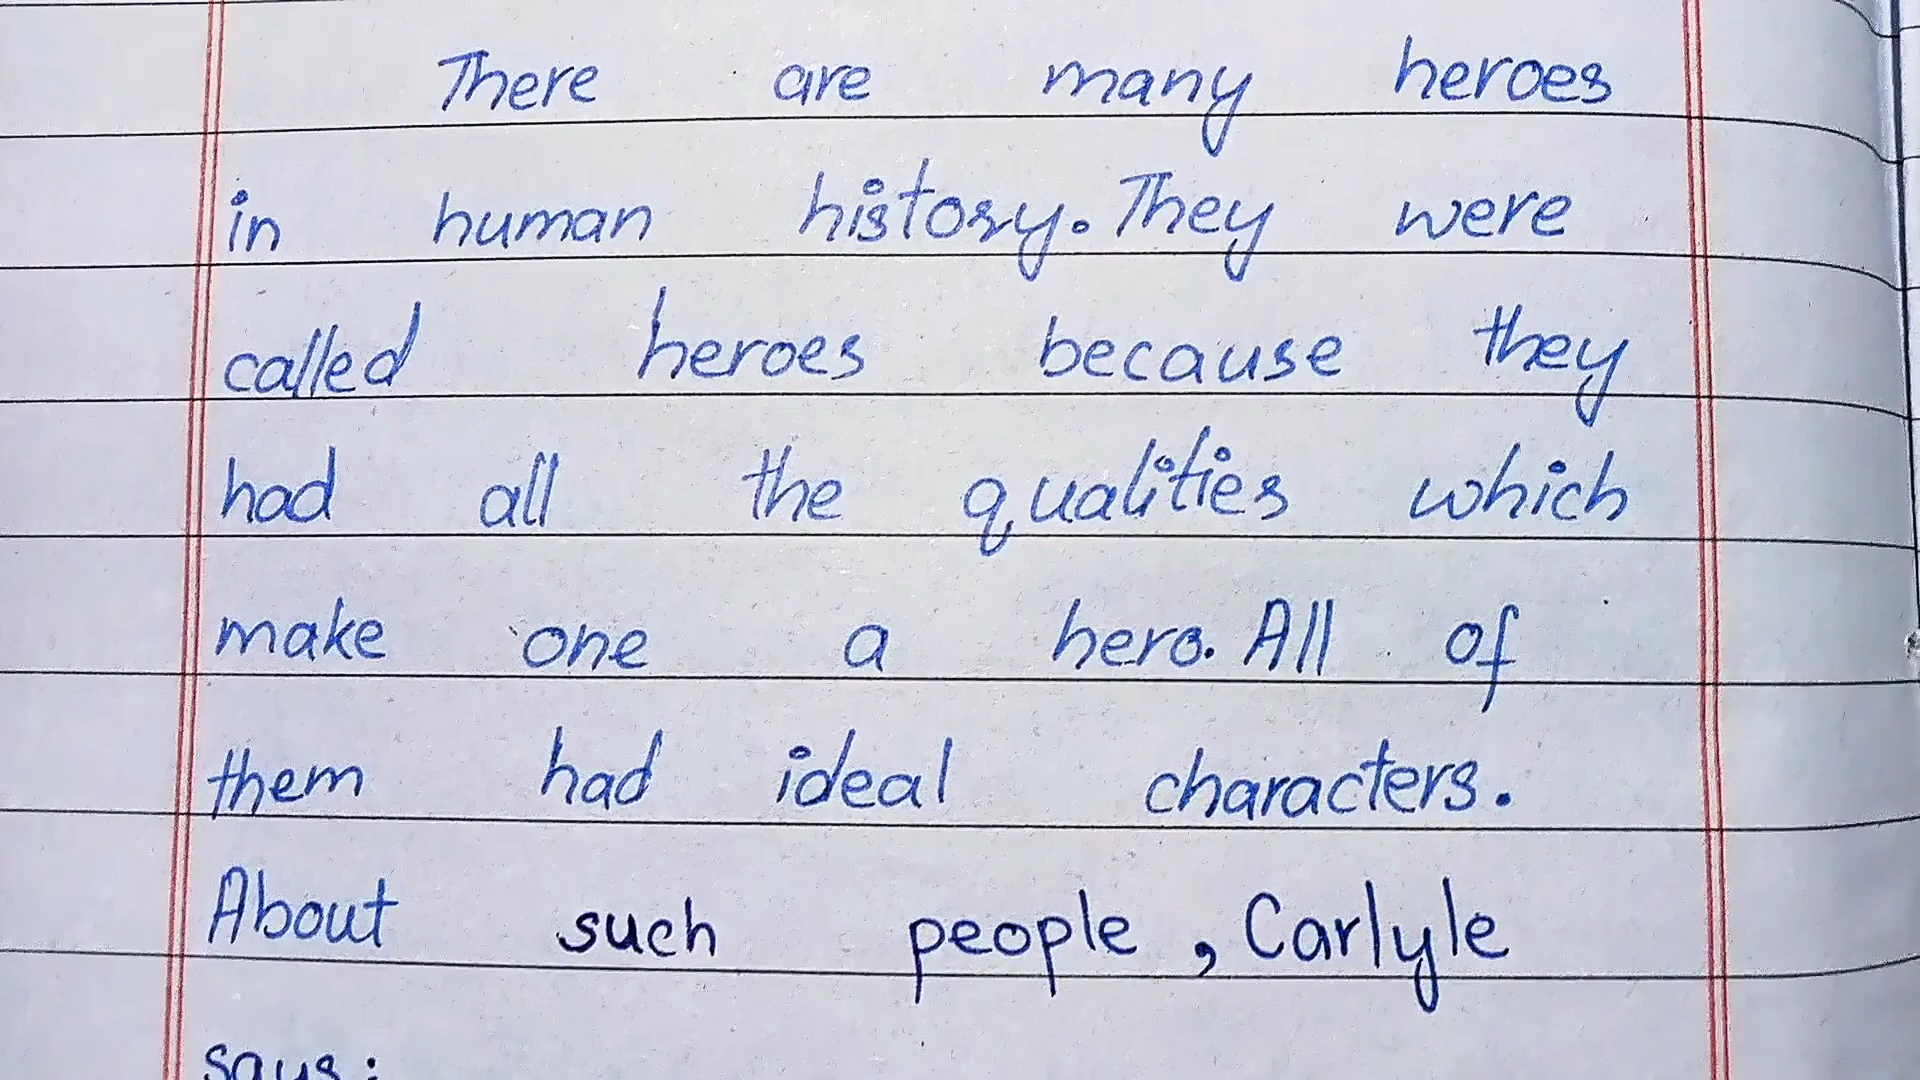 There are many heroes
in human history. They were
called heroes because they
had all the qualities which
make one a hero. All of
them had ideal characters.
About such people, Carlyle
says: